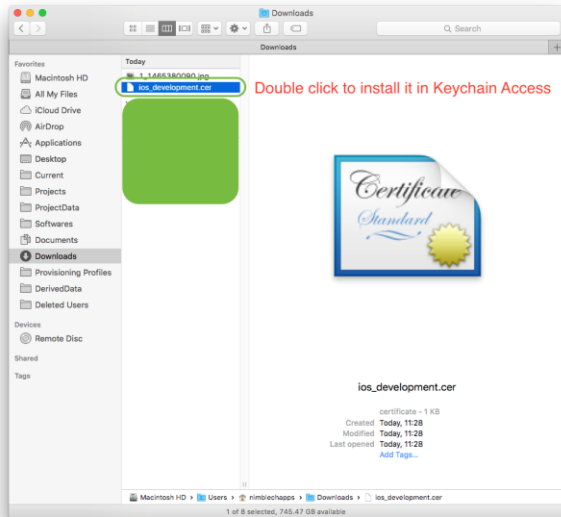 Downloads
Search
Downloads
Favorites
Macintosh HD
All My Files
iCloud Drive
AirDrop
Applications
Desktop
Current
Projects
ProjectData
Softwares
Documents
Downloads
Provisioning Profiles
DerivedData
Deleted Users
Devices
Remote Disc
Shared
Tags
Today
1_1465380090.jpg
ios_development.cer
Double click to install it in Keychain Access
Certificate
Standard
ios_development.cer
certificate - 1 KB
Created Today, 11:28
Modified Today, 11:28
Last opened Today, 11:28
Add Tags...
Macintosh HD › Users › nimblechapps › Downloads › ios_development.cer
1 of 8 selected, 745.47 GB available